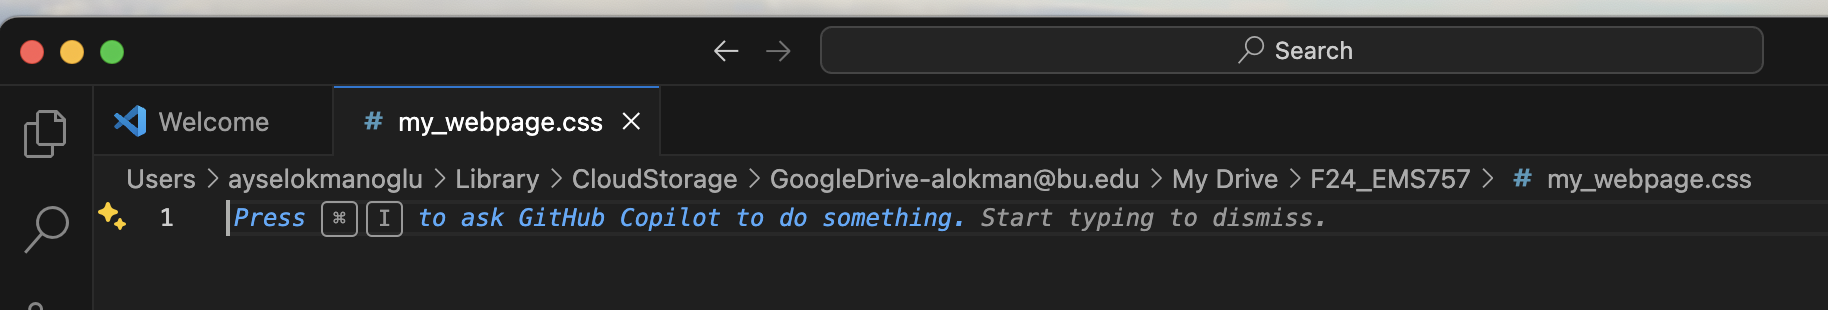 Search
Welcome
# my_webpage.css
Users > ayselokmanoglu > Library > CloudStorage > GoogleDrive-alokman@bu.edu > My Drive > F24_EMS757 > # my_webpage.css
1 Press ⌘ I to ask GitHub Copilot to do something. Start typing to dismiss.